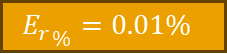 E_{r_{%}} = 0.01%